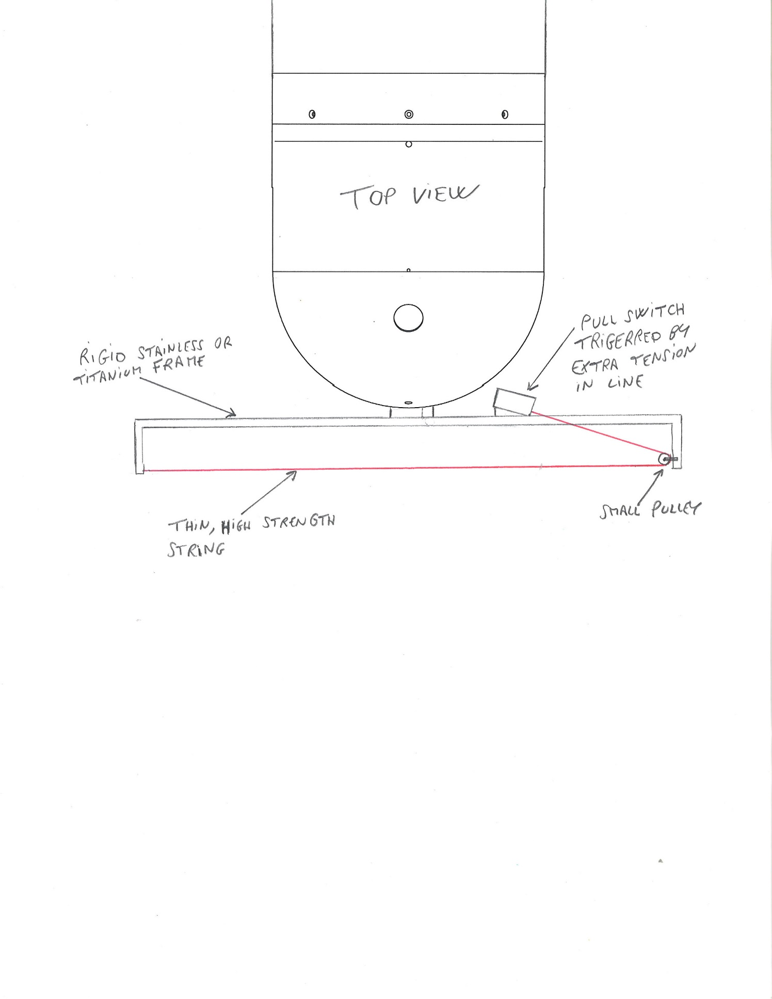 TOP VIEW
PULL SWITCH
TRIGERRED BY
EXTRA TENSION
IN LINE
RIGID STAINLESS OR
TITANIUM FRAME
SMALL PULLEY
THIN, HIGH STRENGTH
STRING